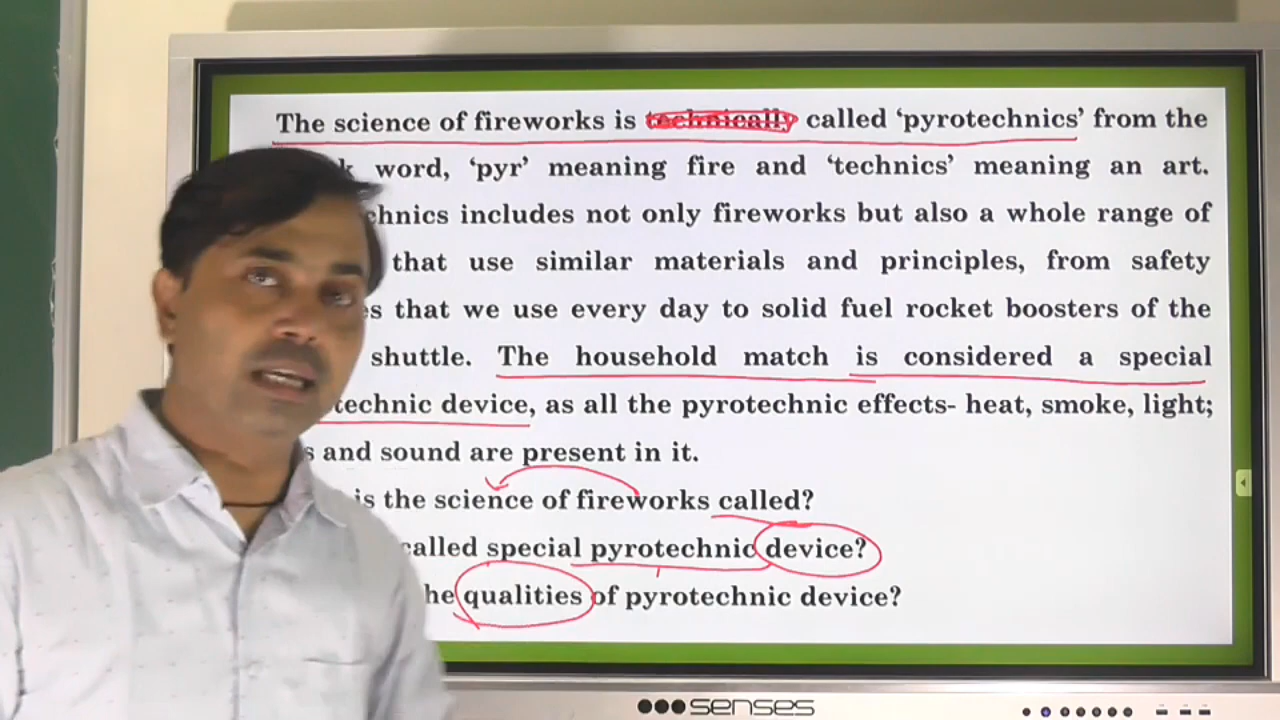 The science of fireworks is technically called ‘pyrotechnics’ from the
word, ‘pyr’ meaning fire and ‘technics’ meaning an art.
chnics includes not only fireworks but also a whole range of
that use similar materials and principles, from safety
that we use every day to solid fuel rocket boosters of the
shuttle. The household match is considered a special
technic device, as all the pyrotechnic effects- heat, smoke, light;
and sound are present in it.
is the science of fireworks called?
called special pyrotechnic device?
qualities of pyrotechnic device?
senses